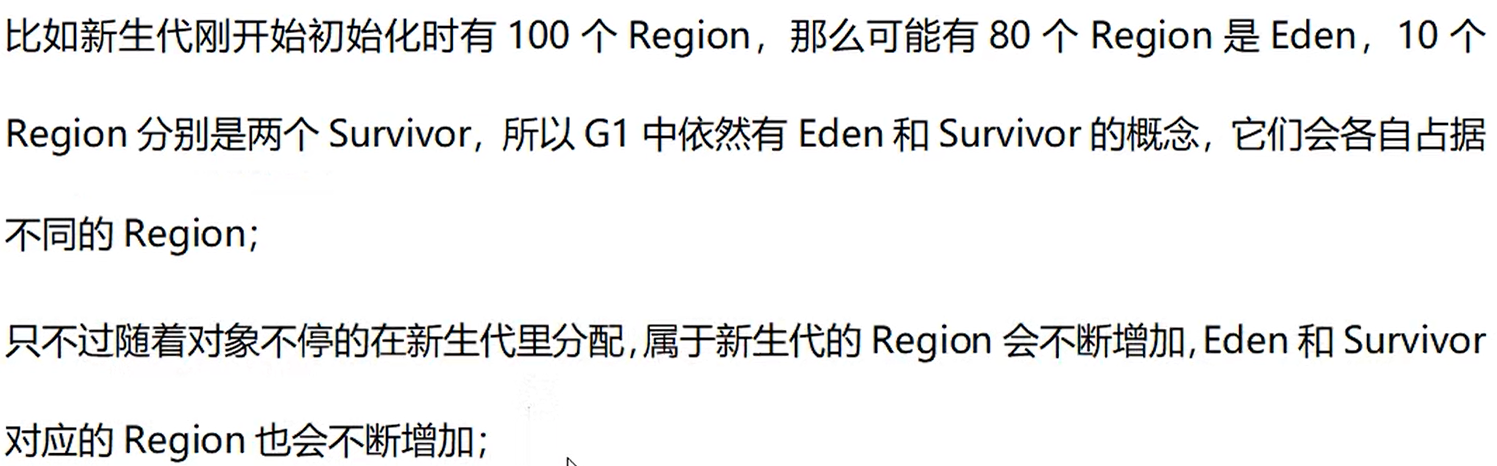 比如新生代刚开始初始化时有 100 个 Region，那么可能有 80 个 Region 是 Eden，10 个
Region 分别是两个 Survivor，所以 G1 中依然有 Eden 和 Survivor 的概念，它们会各自占据
不同的 Region；
只不过随着对象不停的在新生代里分配,属于新生代的 Region 会不断增加,Eden 和 Survivor
对应的 Region 也会不断增加；